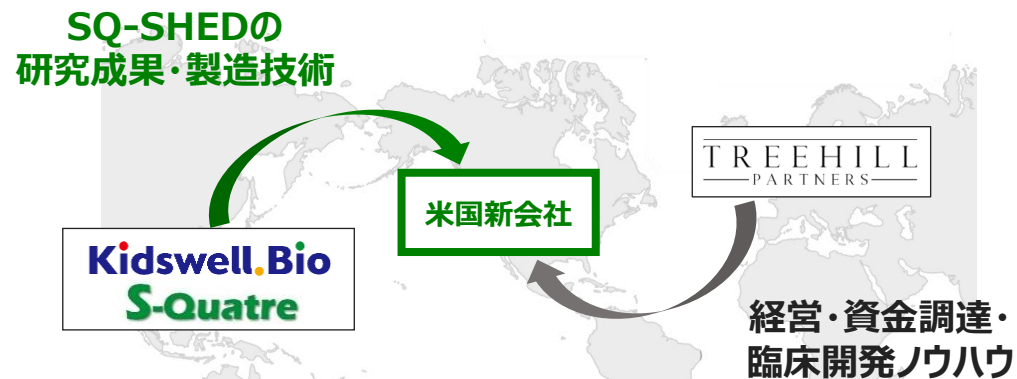 SQ-SHEDの
研究成果・製造技術
TREEHILL
PARTNERS
米国新会社
Kidswell.Bio
S-Quatre
経営・資金調達・
臨床開発ノウハウ